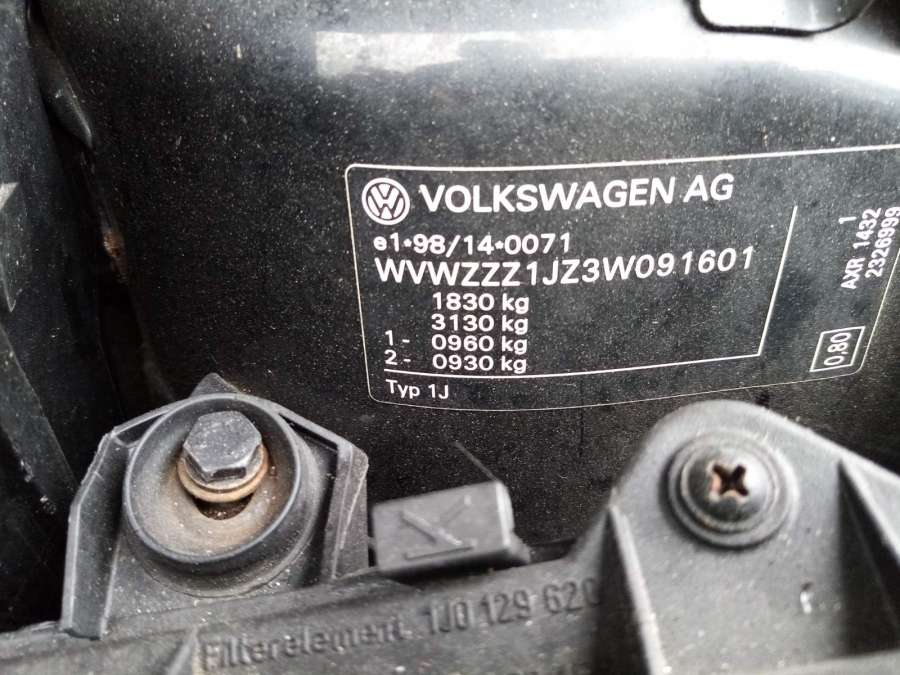 VOLKSWAGEN AG
e1*98/14*0071
WVWZZZ1JZ3W091601
1830 kg
3130 kg
1 - 0960 kg
2 - 0930 kg
Typ 1J
1
AXR 1432
2326999
0,80
Filterelement 1J0 129 620